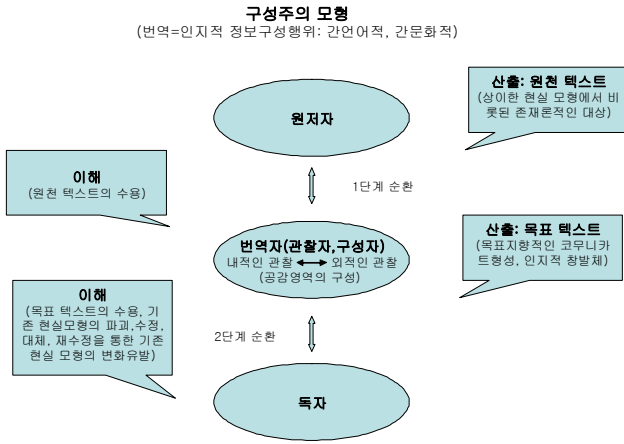 구성주의 모형
(번역=인지적 정보구성행위: 간언어적, 간문화적)
산출: 원천 텍스트
(상이한 현실 모형에서 비
롯된 존재론적인 대상)
원저자
이해
(원천 텍스트의 수용)
1단계 순환
번역자(관찰자,구성자)
내적인 관찰 외적인 관찰
(공감영역의 구성)
산출: 목표 텍스트
(목표지향적인 코무니카
트형성, 인지적 창발체)
이해
(목표 텍스트의 수용, 기
존 현실모형의 파괴,수정,
대체, 재수정을 통한 기존
현실 모형의 변화유발)
2단계 순환
독자